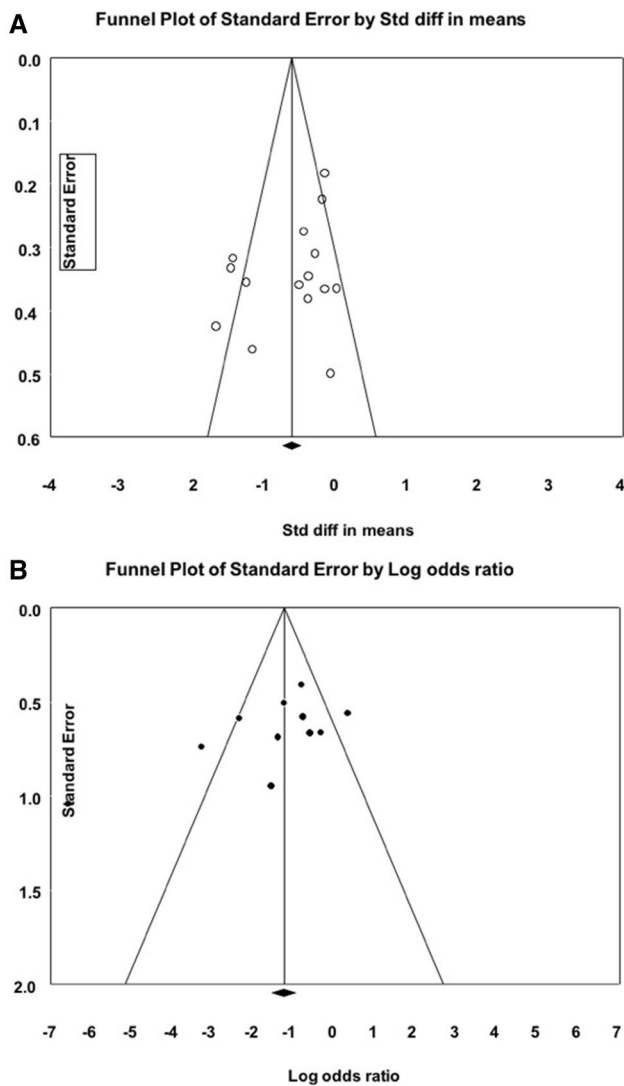 A
Funnel Plot of Standard Error by Std diff in means
0.0
0.1
0.2
0.3
0.4
0.5
0.6
Standard Error
-4 -3 2 -1 0 1 2 3 4
Std diff in means
B
Funnel Plot of Standard Error by Log odds ratio
0.0
0.5
1.0
1.5
2.0
Standard Error
-7 -6 -5 -4 -3 -2 -1 0 1 2 3 4 5 6 7
Log odds ratio